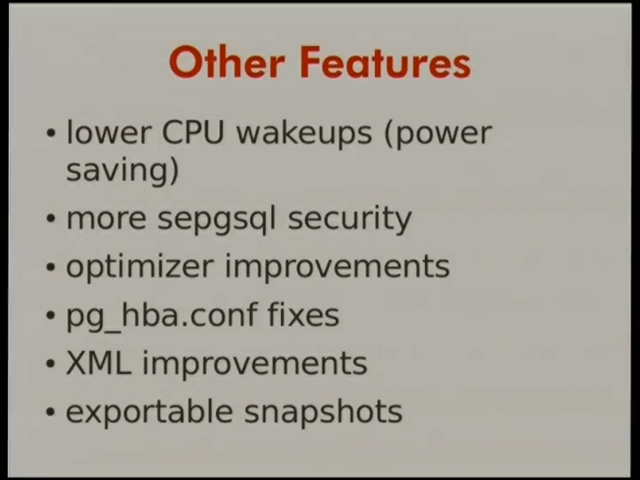 Other Features
• lower CPU wakeups (power
saving)
• more sepgsql security
• optimizer improvements
• pg_hba.conf fixes
• XML improvements
• exportable snapshots